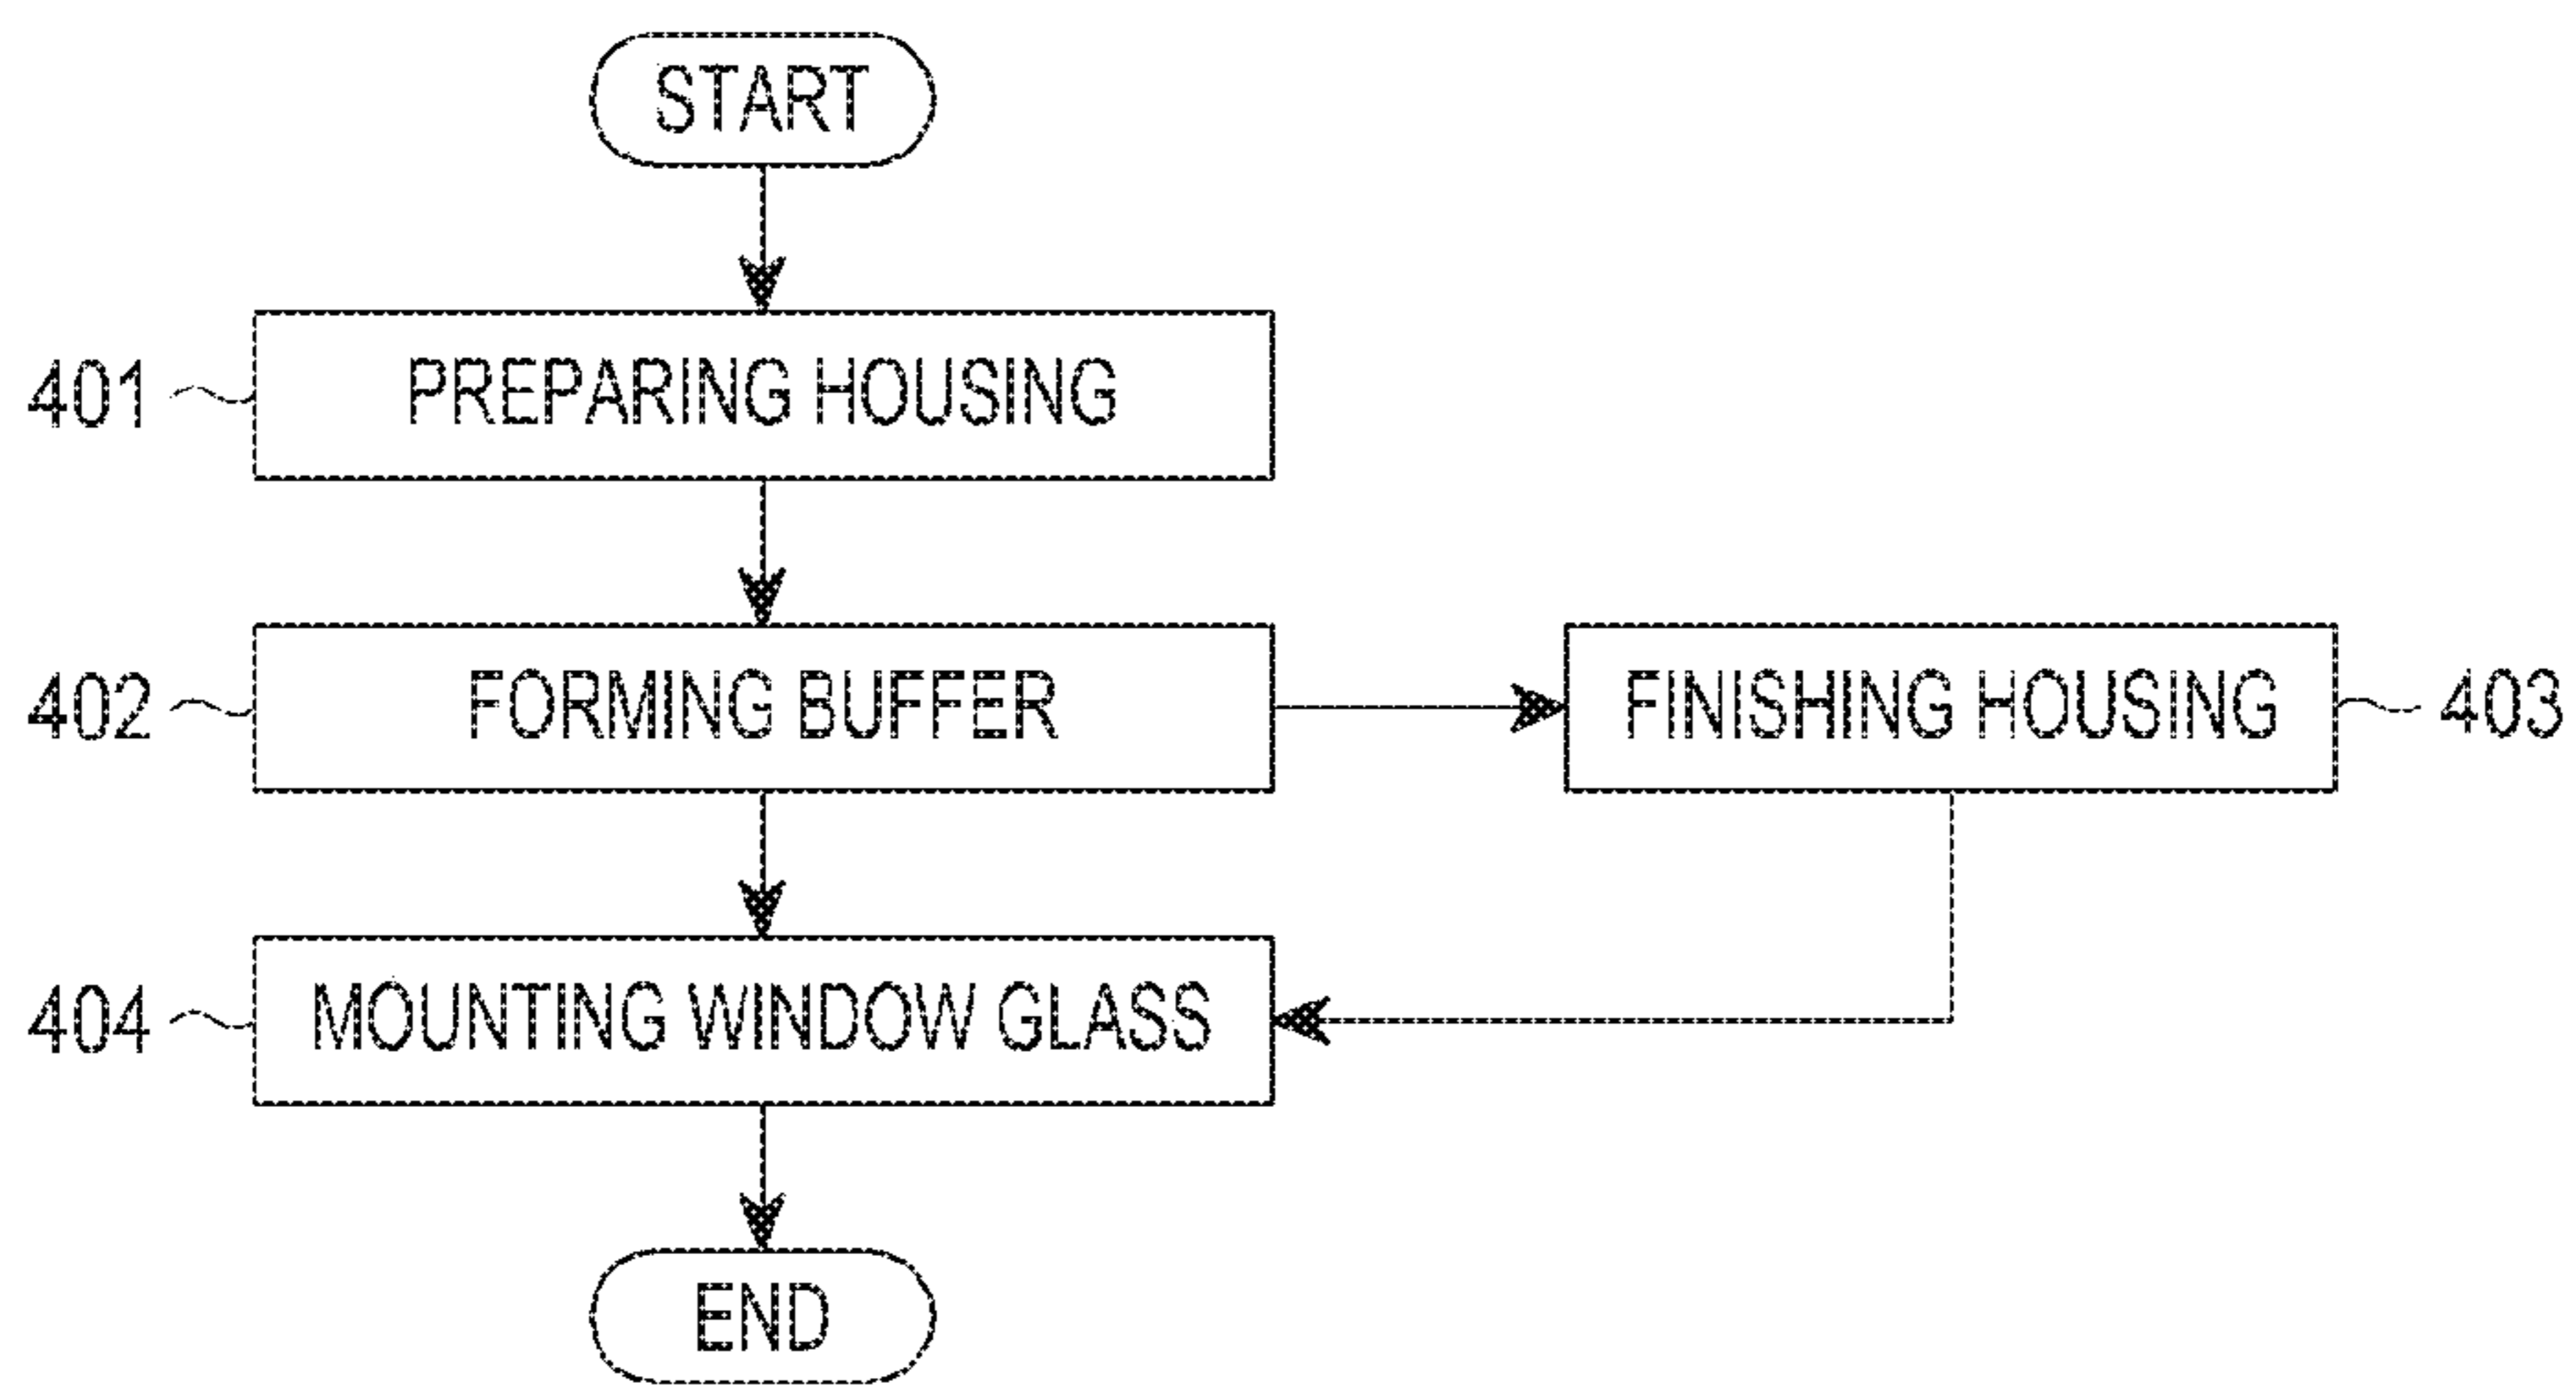 START
401
PREPARING HOUSING
402
FORMING BUFFER
FINISHING HOUSING
403
404
MOUNTING WINDOW GLASS
END